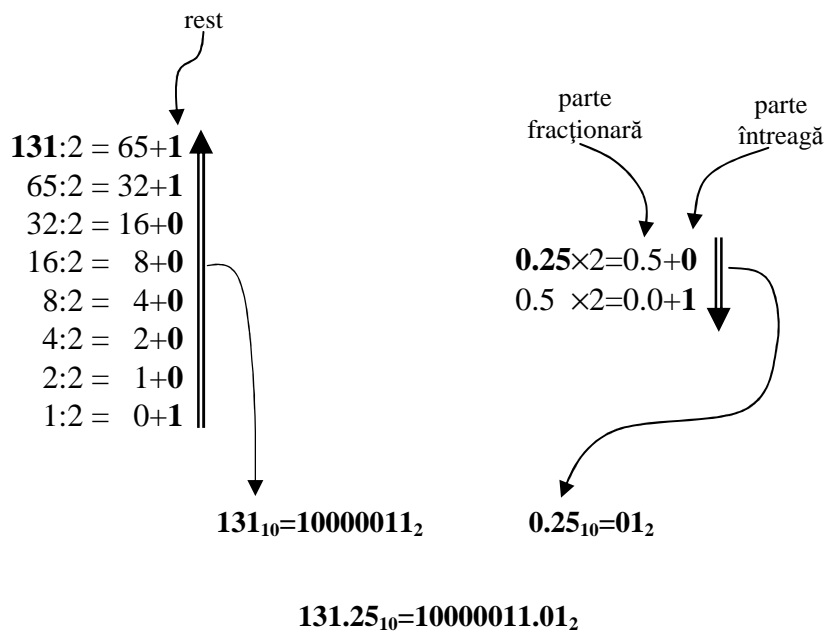 rest
131:2 = 65+1
65:2 = 32+1
32:2 = 16+0
16:2 = 8+0
8:2 = 4+0
4:2 = 2+0
2:2 = 1+0
1:2 = 0+1
parte
fracţionară
parte
întreagă
0.25×2=0.5+0
0.5 ×2=0.0+1
131₁₀=10000011₂
0.25₁₀=01₂
131.25₁₀=10000011.01₂